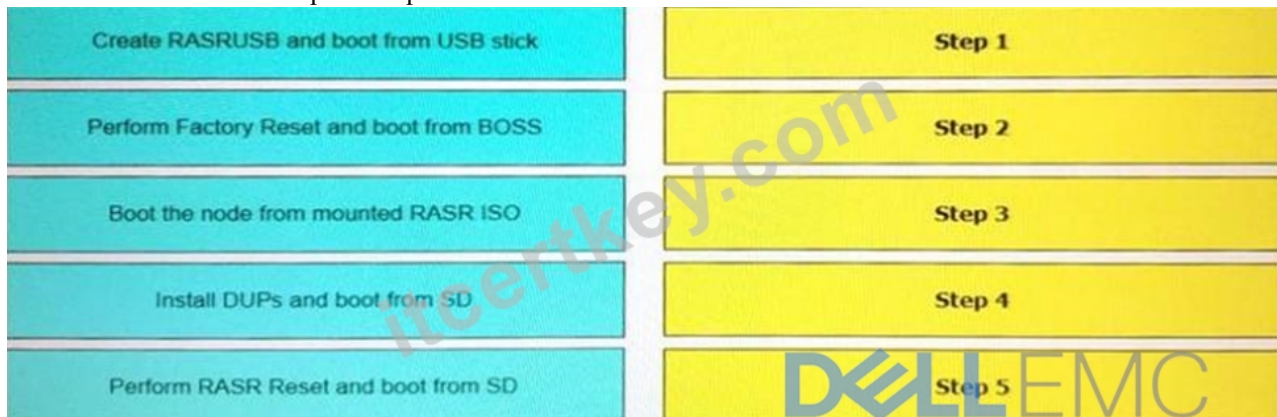 Create RASRUSB and boot from USB stick
Step 1
Perform Factory Reset and boot from BOSS
Step 2
Boot the node from mounted RASR ISO
Step 3
Install DUPs and boot from SD
Step 4
Perform RASR Reset and boot from SD
Step 5
itcertkey.com
DELLEMC